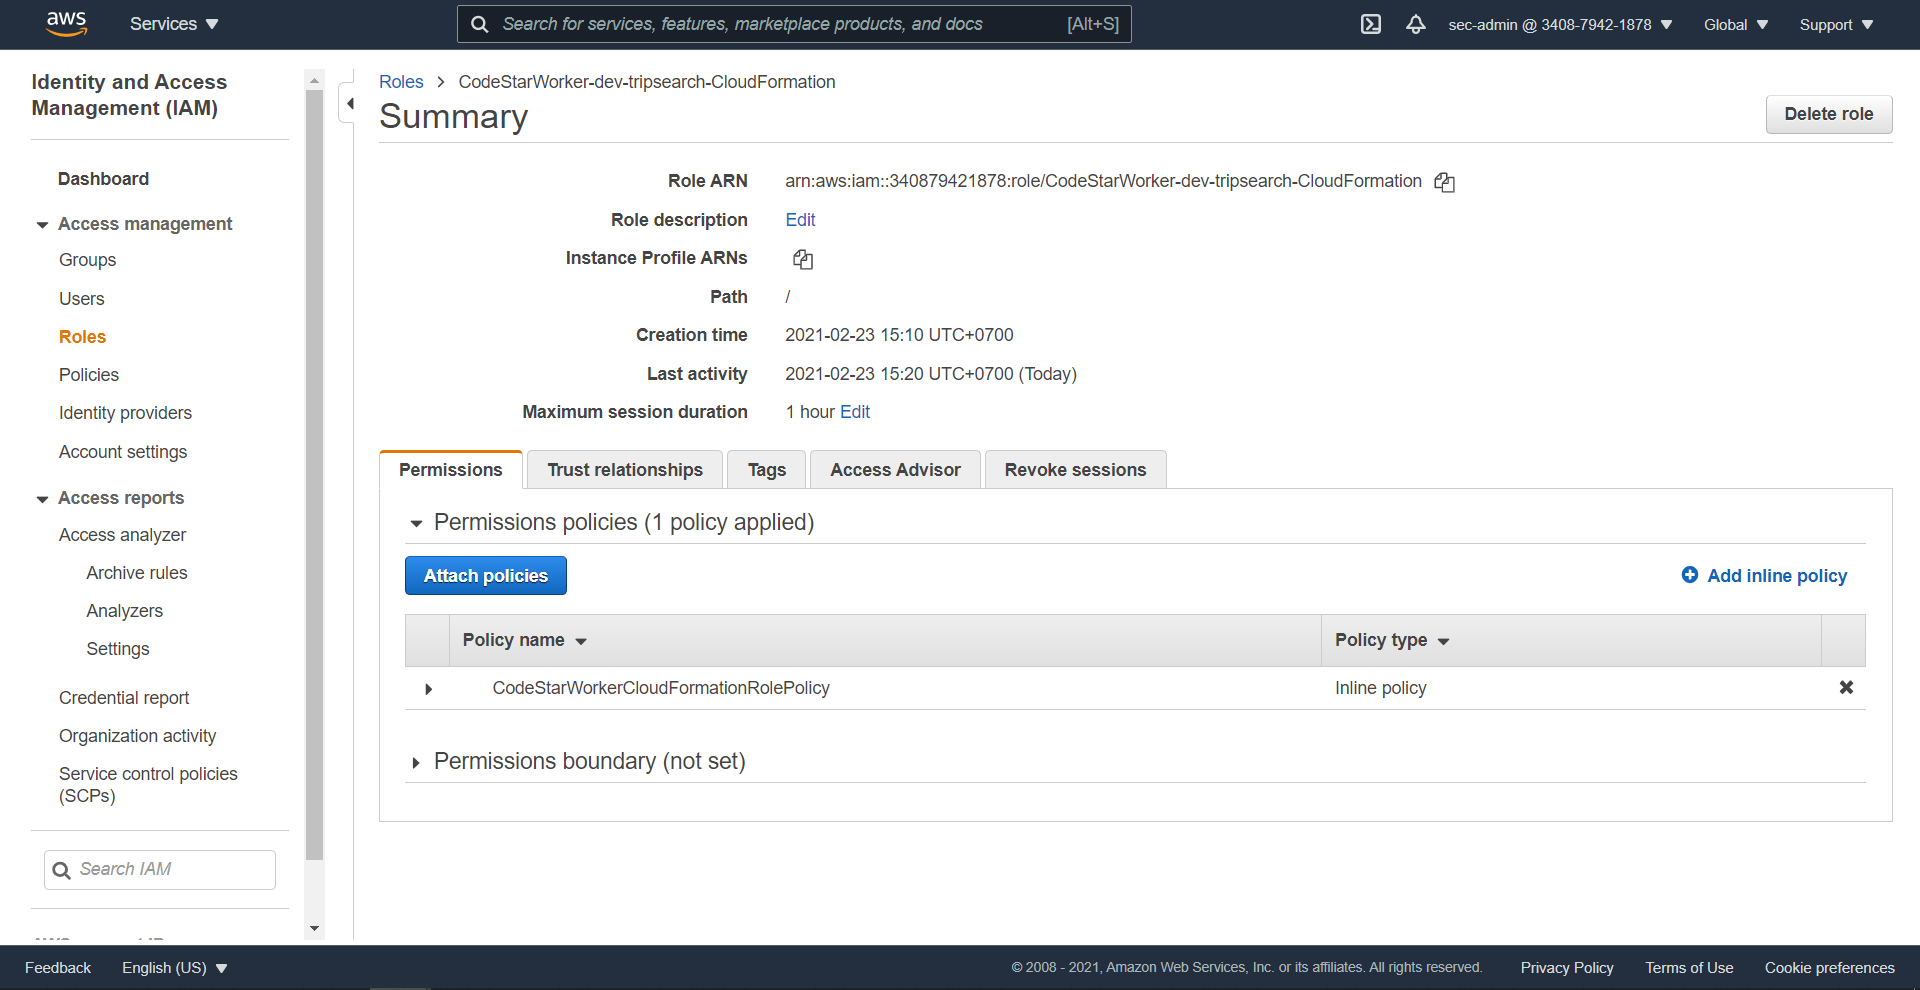 aws
Services
Search for services, features, marketplace products, and docs [Alt+S]
sec-admin @ 3408-7942-1878
Global
Support
Identity and Access
Management (IAM)
Dashboard
Access management
Groups
Users
Roles
Policies
Identity providers
Account settings
Access reports
Access analyzer
Archive rules
Analyzers
Settings
Credential report
Organization activity
Service control policies
(SCPs)
Search IAM
Roles > CodeStarWorker-dev-tripsearch-CloudFormation
Summary
Delete role
Role ARN arn:aws:iam::340879421878:role/CodeStarWorker-dev-tripsearch-CloudFormation
Role description Edit
Instance Profile ARNs
Path /
Creation time 2021-02-23 15:10 UTC+0700
Last activity 2021-02-23 15:20 UTC+0700 (Today)
Maximum session duration 1 hour Edit
Permissions
Trust relationships
Tags
Access Advisor
Revoke sessions
Permissions policies (1 policy applied)
Attach policies
Add inline policy
Policy name
Policy type
CodeStarWorkerCloudFormationRolePolicy
Inline policy
Permissions boundary (not set)
Feedback
English (US)
© 2008 - 2021, Amazon Web Services, Inc. or its affiliates. All rights reserved.
Privacy Policy
Terms of Use
Cookie preferences